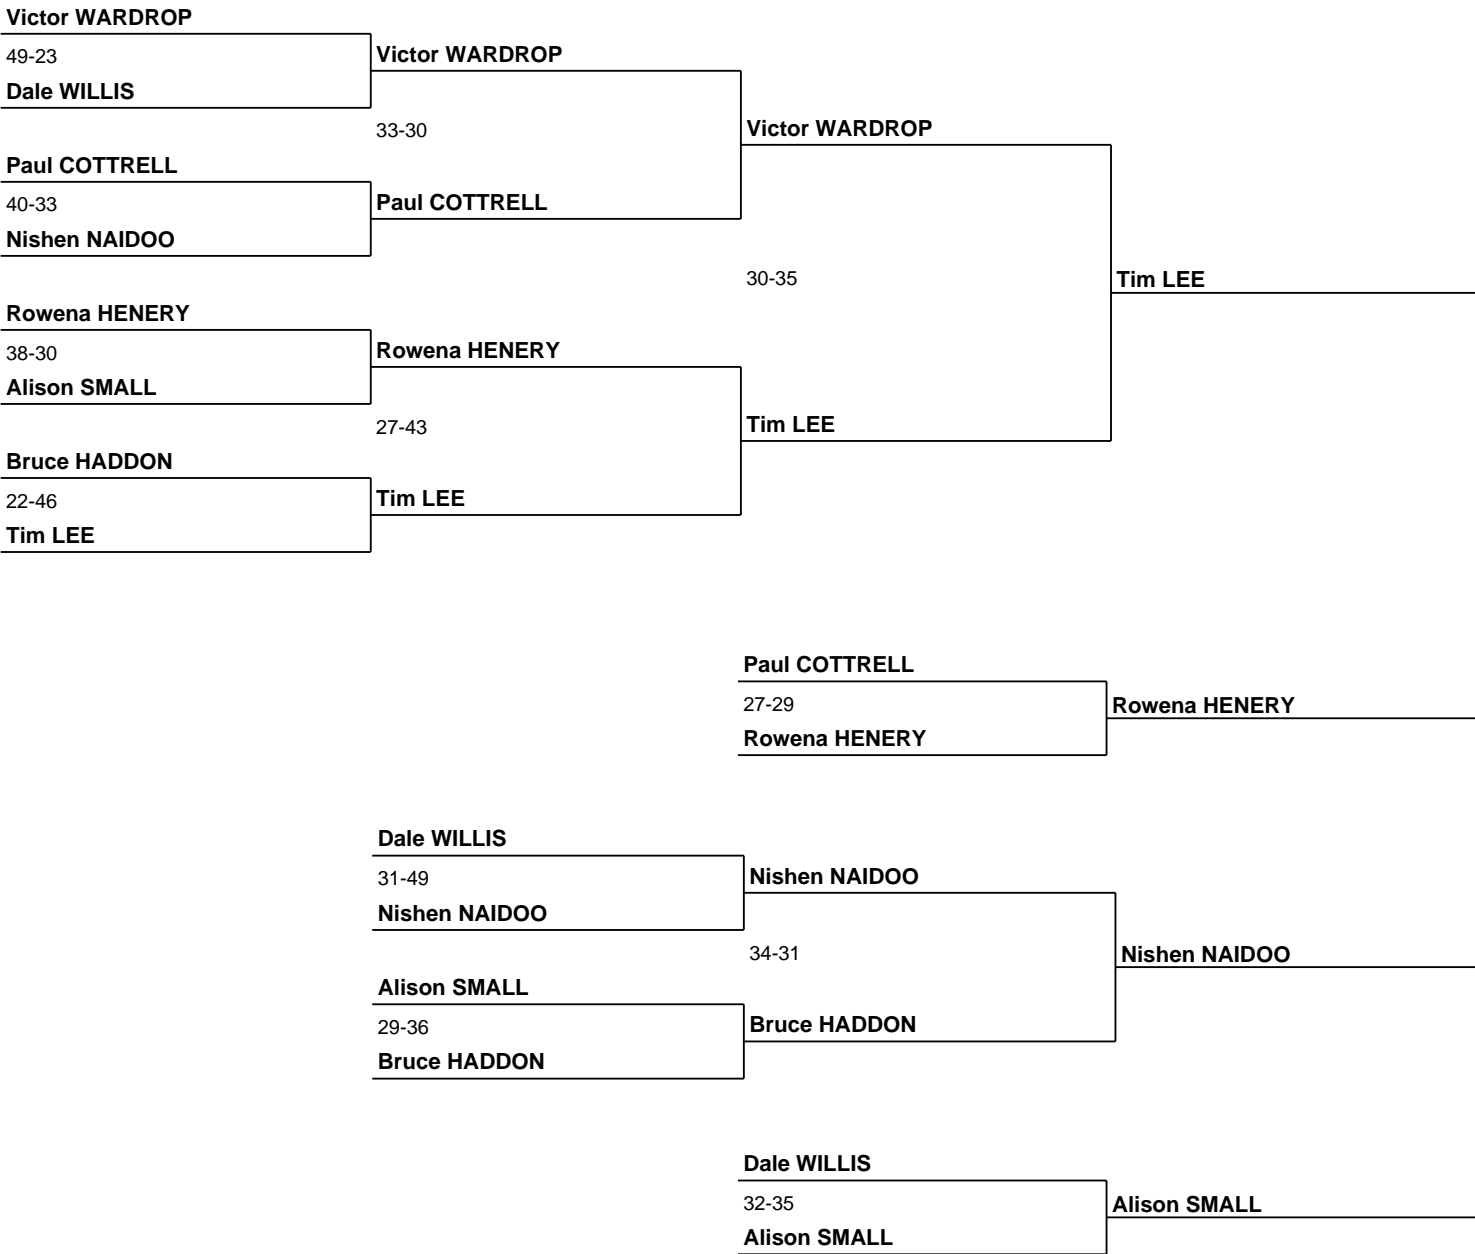 Victor WARDROP
49-23
Victor WARDROP
Dale WILLIS
33-30
Victor WARDROP
Paul COTTRELL
40-33
Paul COTTRELL
Nishen NAIDOO
30-35
Tim LEE
Rowena HENERY
38-30
Rowena HENERY
Alison SMALL
27-43
Tim LEE
Bruce HADDON
22-46
Tim LEE
Tim LEE
Paul COTTRELL
27-29
Rowena HENERY
Rowena HENERY
Dale WILLIS
31-49
Nishen NAIDOO
Nishen NAIDOO
34-31
Nishen NAIDOO
Alison SMALL
29-36
Bruce HADDON
Bruce HADDON
Dale WILLIS
32-35
Alison SMALL
Alison SMALL